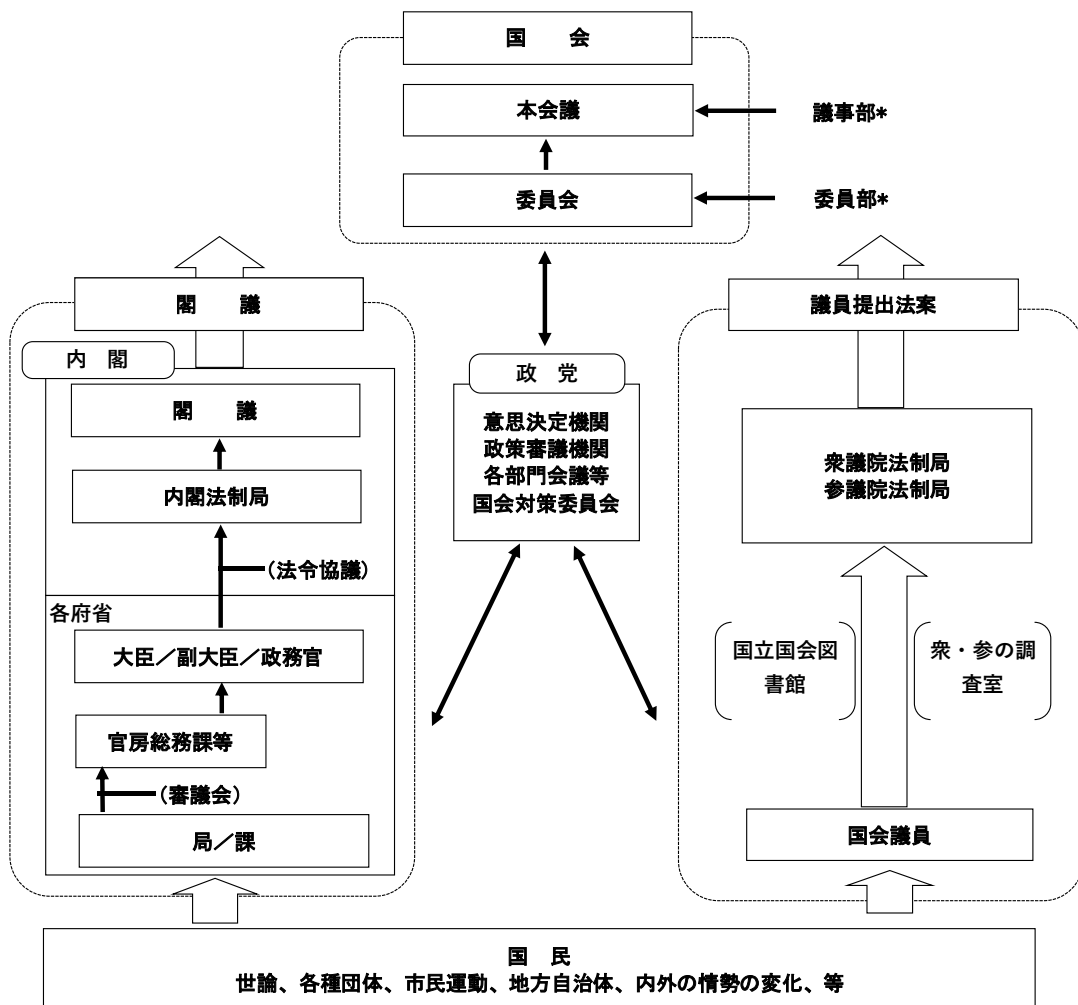 国　会
本会議
議事部*
委員会
委員部*
閣　議
議員提出法案
内　閣
政　党
閣　議
意思決定機関
政策審議機関
各部門会議等
国会対策委員会
衆議院法制局
参議院法制局
内閣法制局
(法令協議)
各府省
大臣／副大臣／政務官
国立国会図
書館
衆・参の調
査室
官房総務課等
(審議会)
局／課
国会議員
国　民
世論、各種団体、市民運動、地方自治体、内外の情勢の変化、等